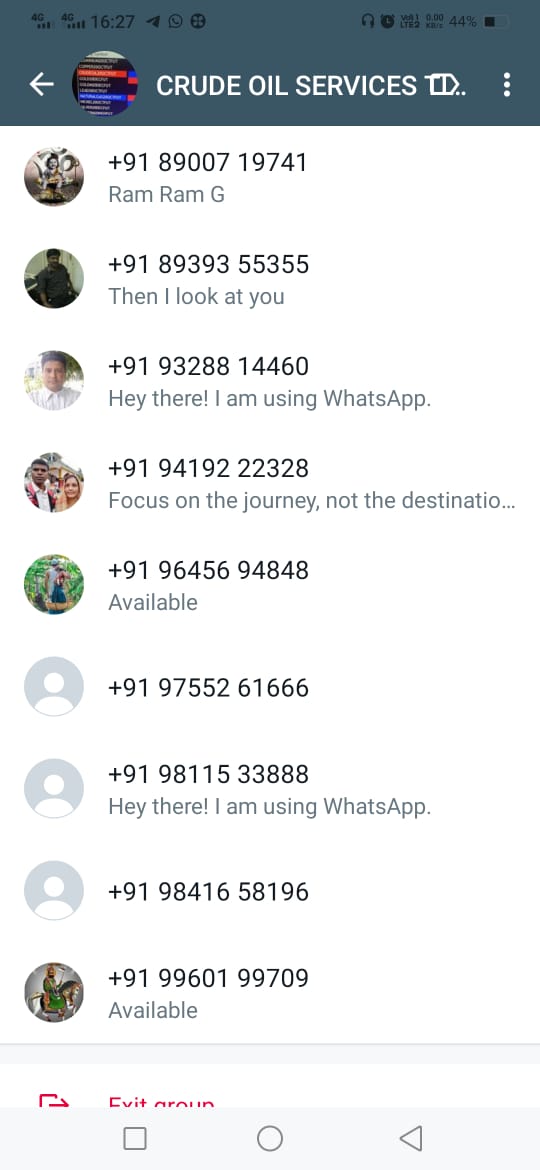 4G 4G 16:27 Vo) 1 LTE2 0.00 KB/s 44%
CRUDE OIL SERVICES
+91 89007 19741
Ram Ram G
+91 89393 55355
Then I look at you
+91 93288 14460
Hey there! I am using WhatsApp.
+91 94192 22328
Focus on the journey, not the destinatio...
+91 96456 94848
Available
+91 97552 61666
+91 98115 33888
Hey there! I am using WhatsApp.
+91 98416 58196
+91 99601 99709
Available
Exit group